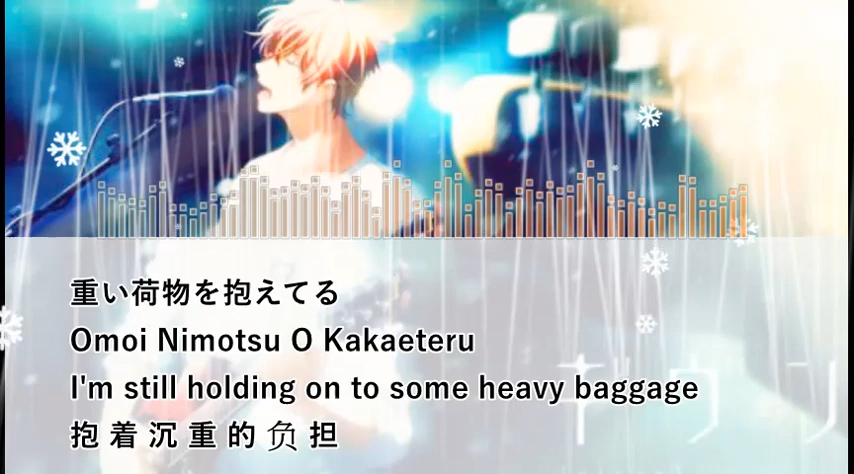 重い荷物を抱えてる
Omoi Nimotsu O Kakaeteru
I'm still holding on to some heavy baggage
抱着沉重的负担